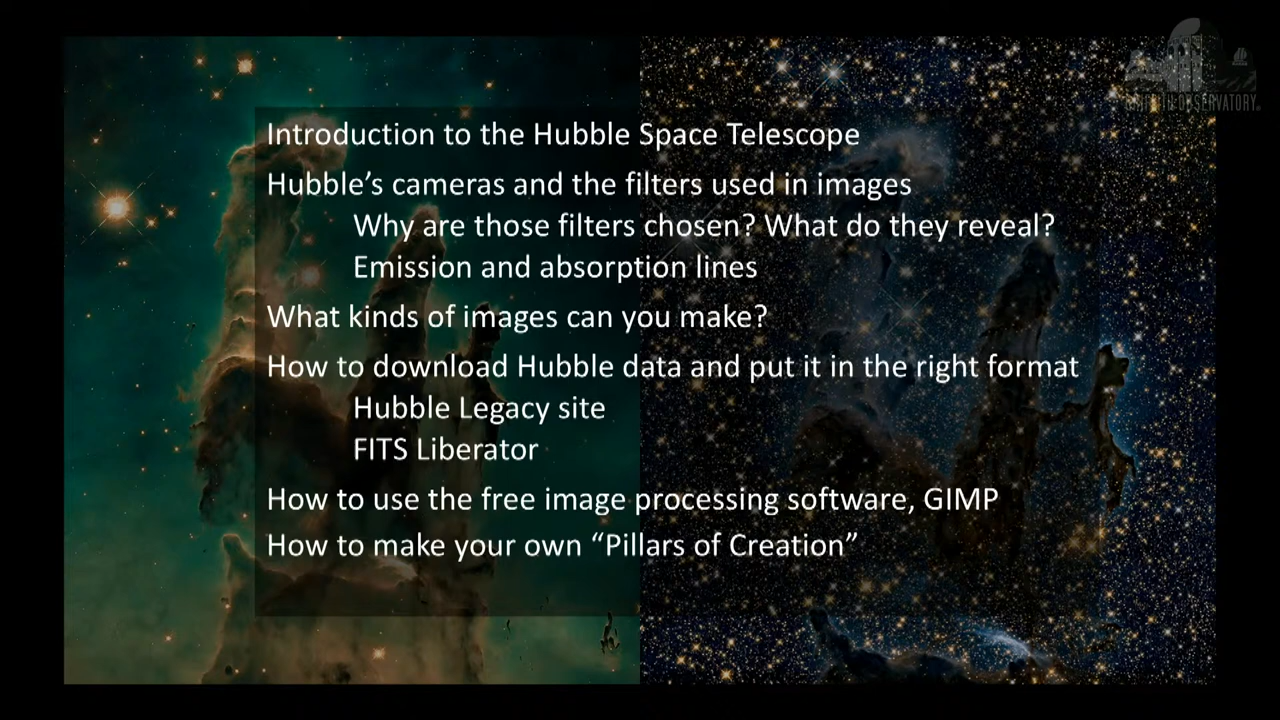 GRIFFITH OBSERVATORY
Introduction to the Hubble Space Telescope
Hubble’s cameras and the filters used in images
Why are those filters chosen? What do they reveal?
Emission and absorption lines
What kinds of images can you make?
How to download Hubble data and put it in the right format
Hubble Legacy site
FITS Liberator
How to use the free image processing software, GIMP
How to make your own “Pillars of Creation”